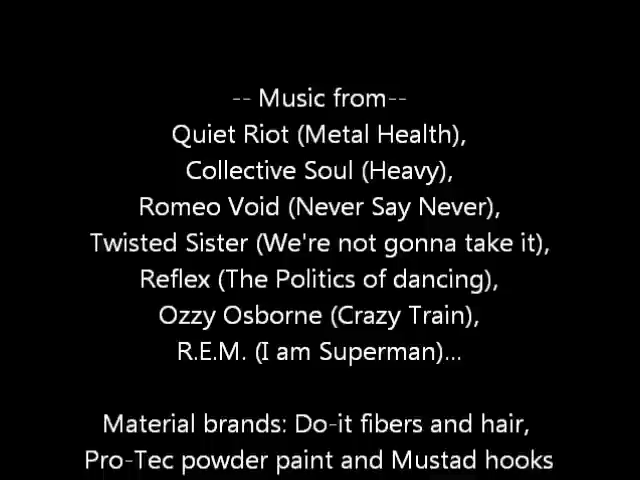 -- Music from--
Quiet Riot (Metal Health),
Collective Soul (Heavy),
Romeo Void (Never Say Never),
Twisted Sister (We're not gonna take it),
Reflex (The Politics of dancing),
Ozzy Osborne (Crazy Train),
R.E.M. (I am Superman)...
Material brands: Do-it fibers and hair,
Pro-Tec powder paint and Mustad hooks